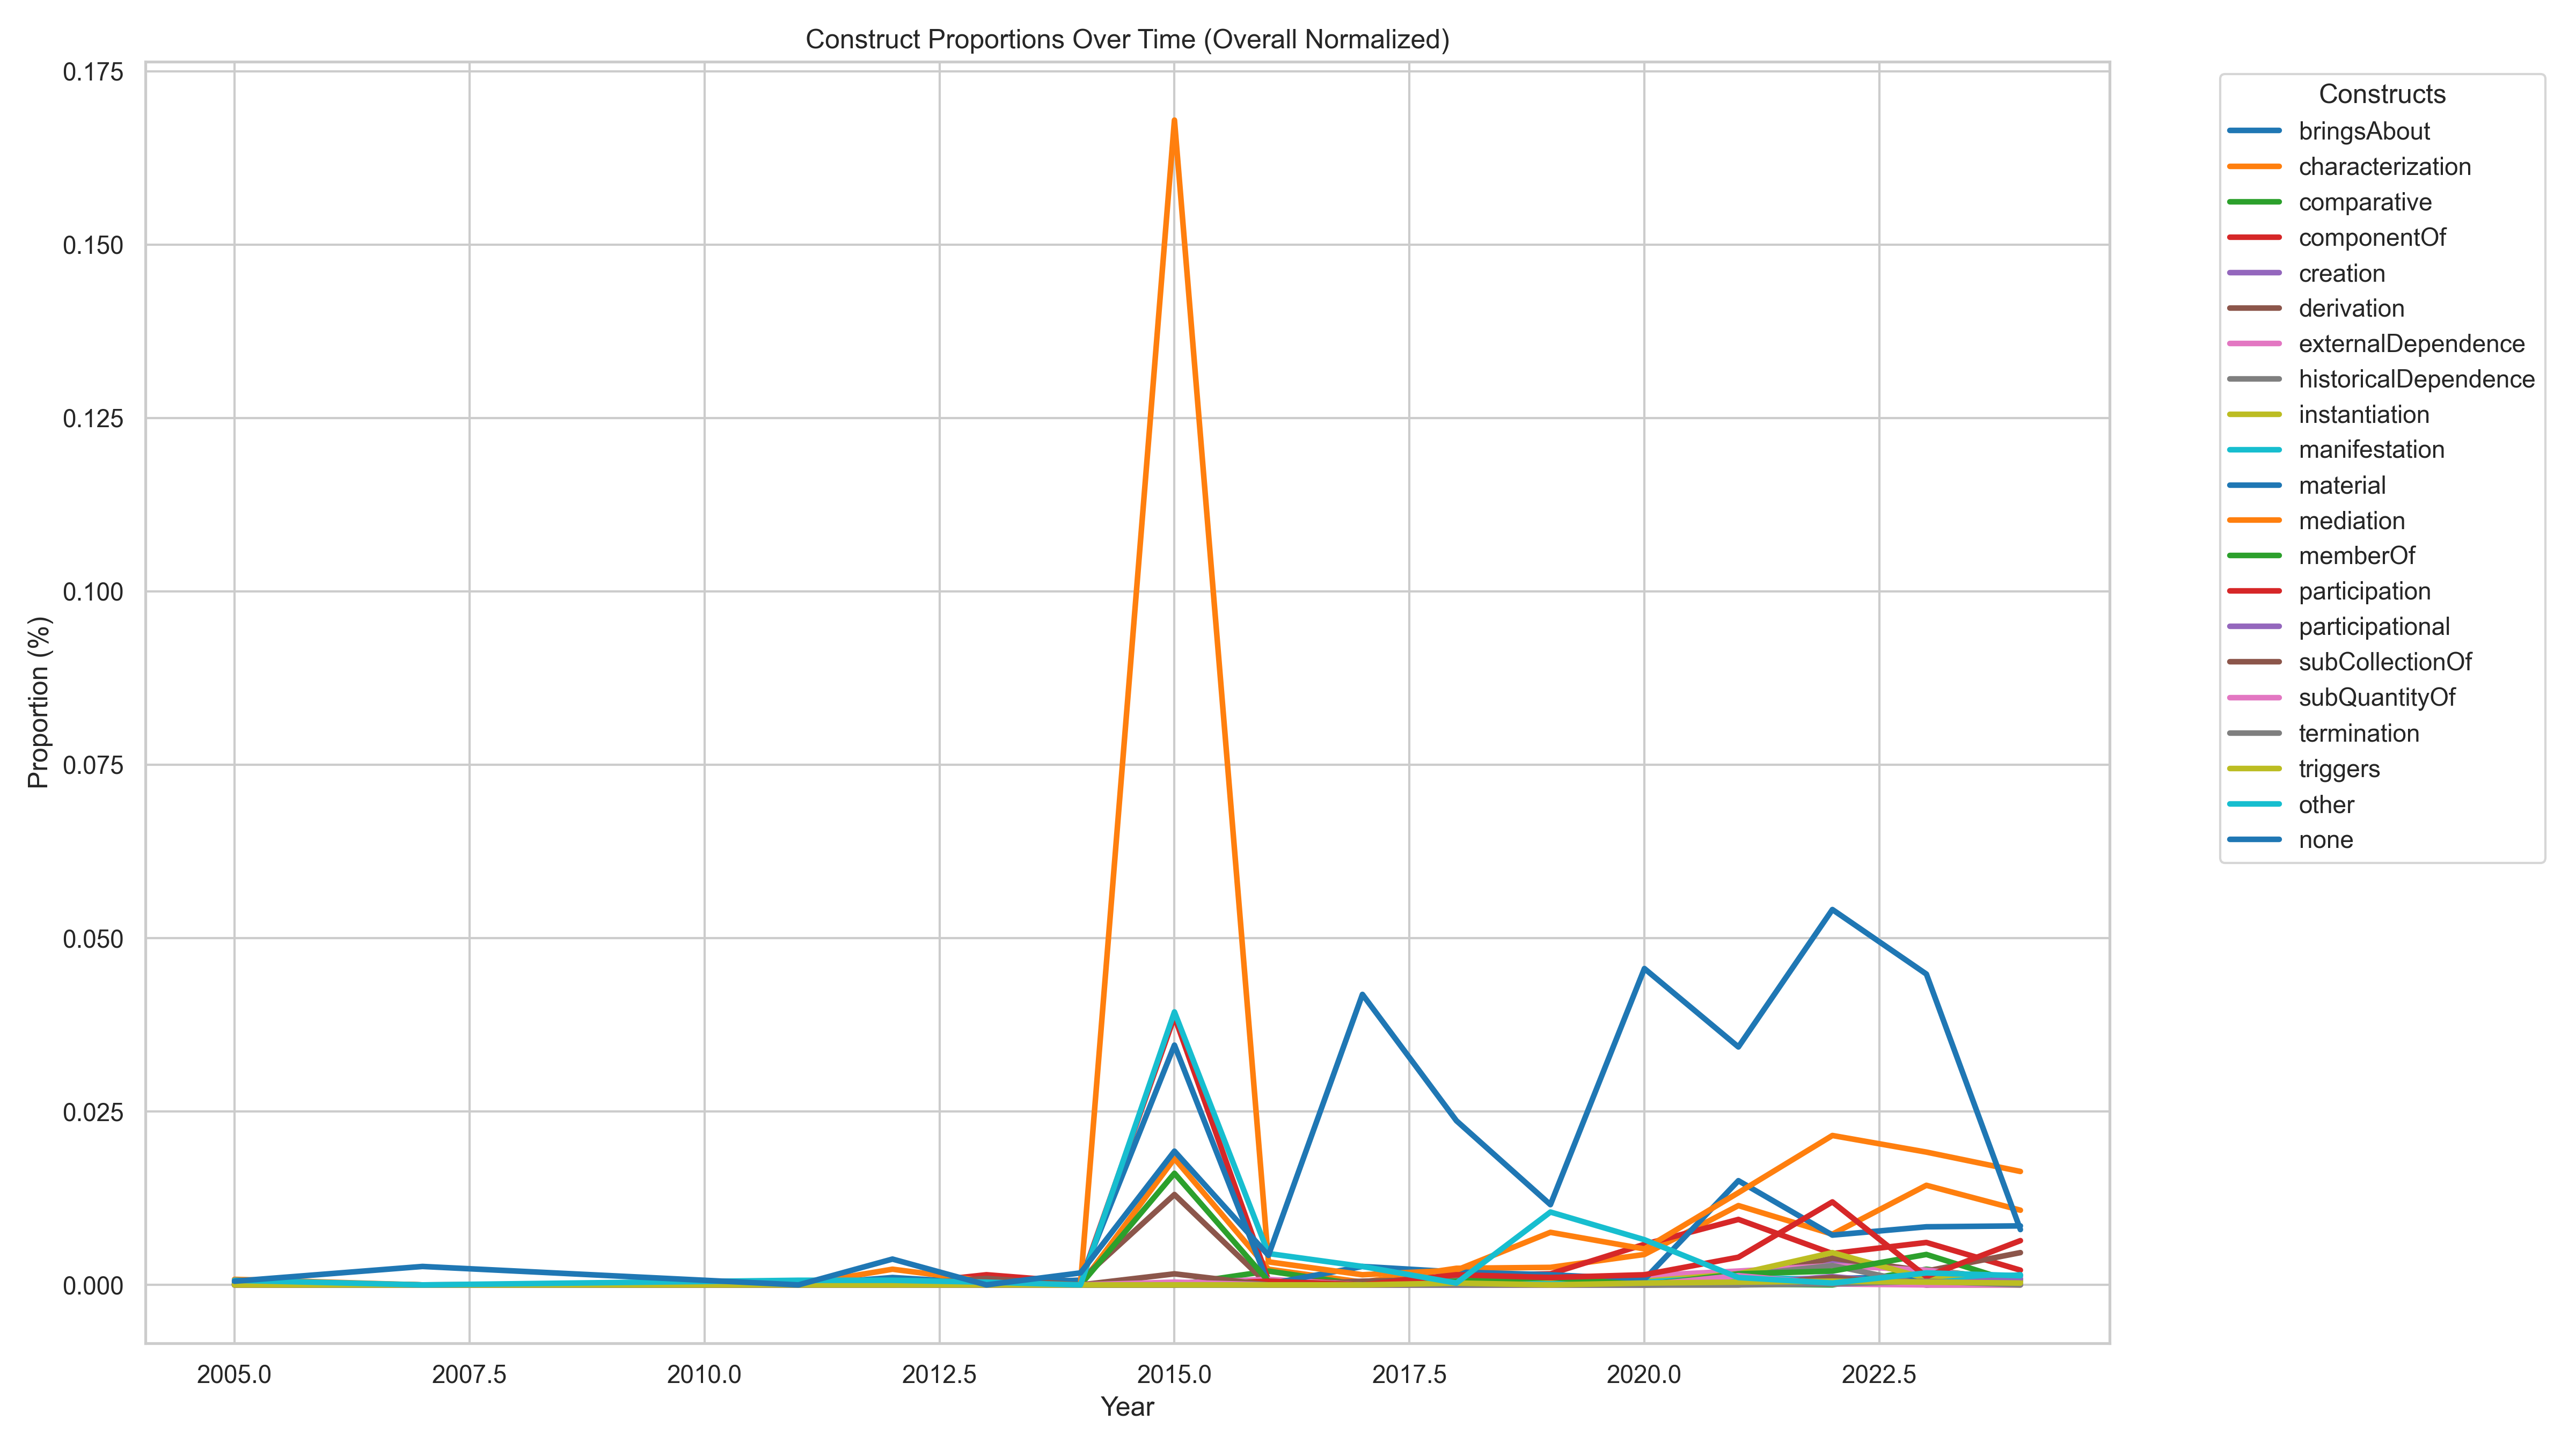 Construct Proportions Over Time (Overall Normalized)
0.175
0.150
0.125
0.100
0.075
0.050
0.025
0.000
Proportion (%)
2005.0 2007.5 2010.0 2012.5 2015.0 2017.5 2020.0 2022.5
Year
Constructs
bringsAbout
characterization
comparative
componentOf
creation
derivation
externalDependence
historicalDependence
instantiation
manifestation
material
mediation
memberOf
participation
participational
subCollectionOf
subQuantityOf
termination
triggers
other
none